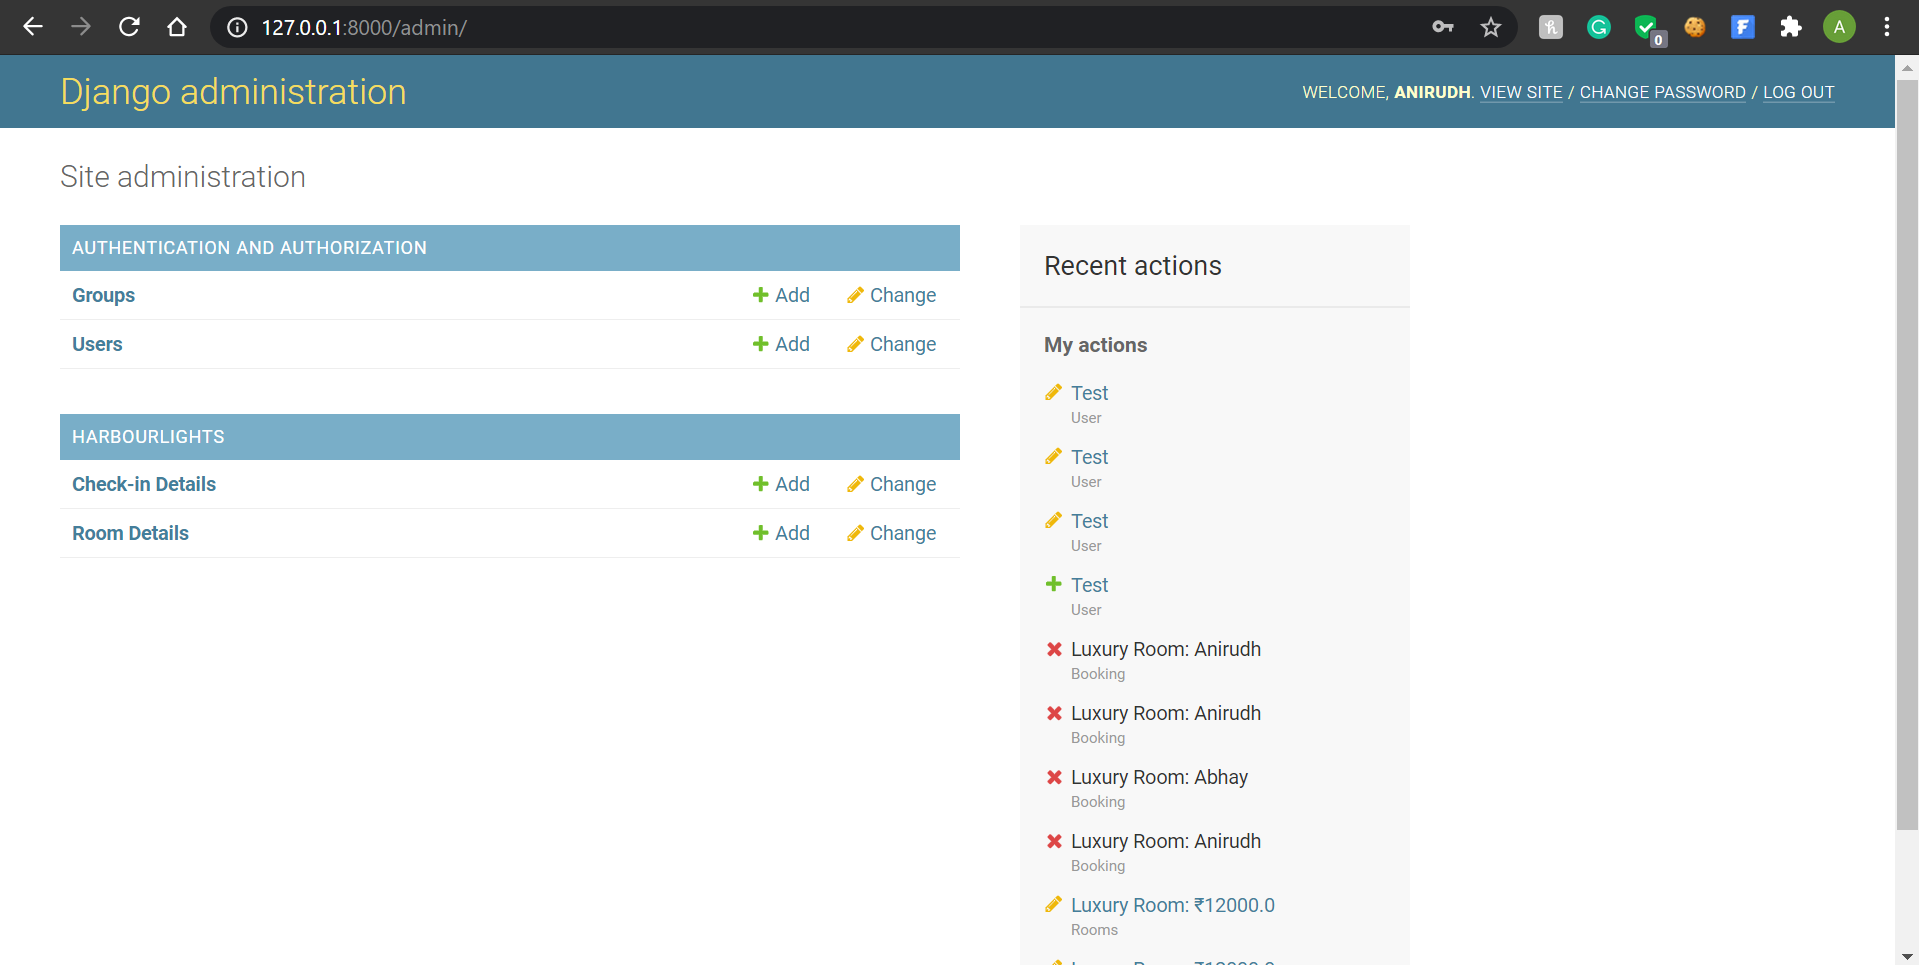 127.0.0.1:8000/admin/
0
A
Django administration
WELCOME, ANIRUDH. VIEW SITE / CHANGE PASSWORD / LOG OUT
Site administration
AUTHENTICATION AND AUTHORIZATION
Groups Add Change
Users Add Change
HARBOURLIGHTS
Check-in Details Add Change
Room Details Add Change
Recent actions
My actions
Test
User
Test
User
Test
User
Test
User
Luxury Room: Anirudh
Booking
Luxury Room: Anirudh
Booking
Luxury Room: Abhay
Booking
Luxury Room: Anirudh
Booking
Luxury Room: ₹12000.0
Rooms